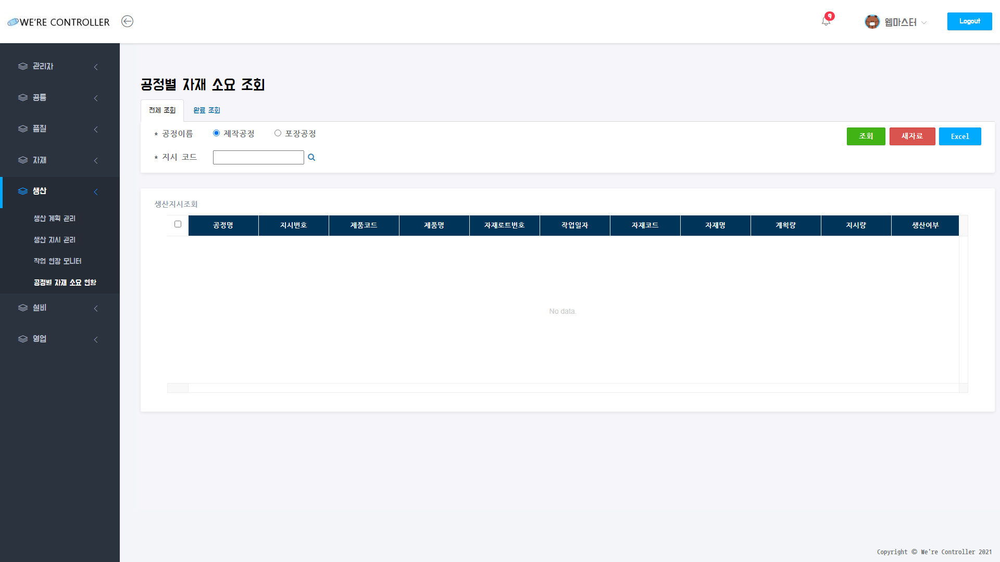 WE'RE CONTROLLER
9
웹마스터
Logout
관리자
공통
품질
자재
생산
생산 계획 관리
생산 지시 관리
작업 현장 모니터
공정별 자재 소요 현황
설비
영업
공정별 자재 소요 조회
전체 조회
완료 조회
* 공정이름
제작공정
포장공정
조회
새자료
Excel
* 지시 코드
생산지시조회
공정명
지시번호
제품코드
제품명
자재로트번호
작업일자
자재코드
자재명
계획량
지시량
생산여부
No data.
Copyright © We're Controller 2021